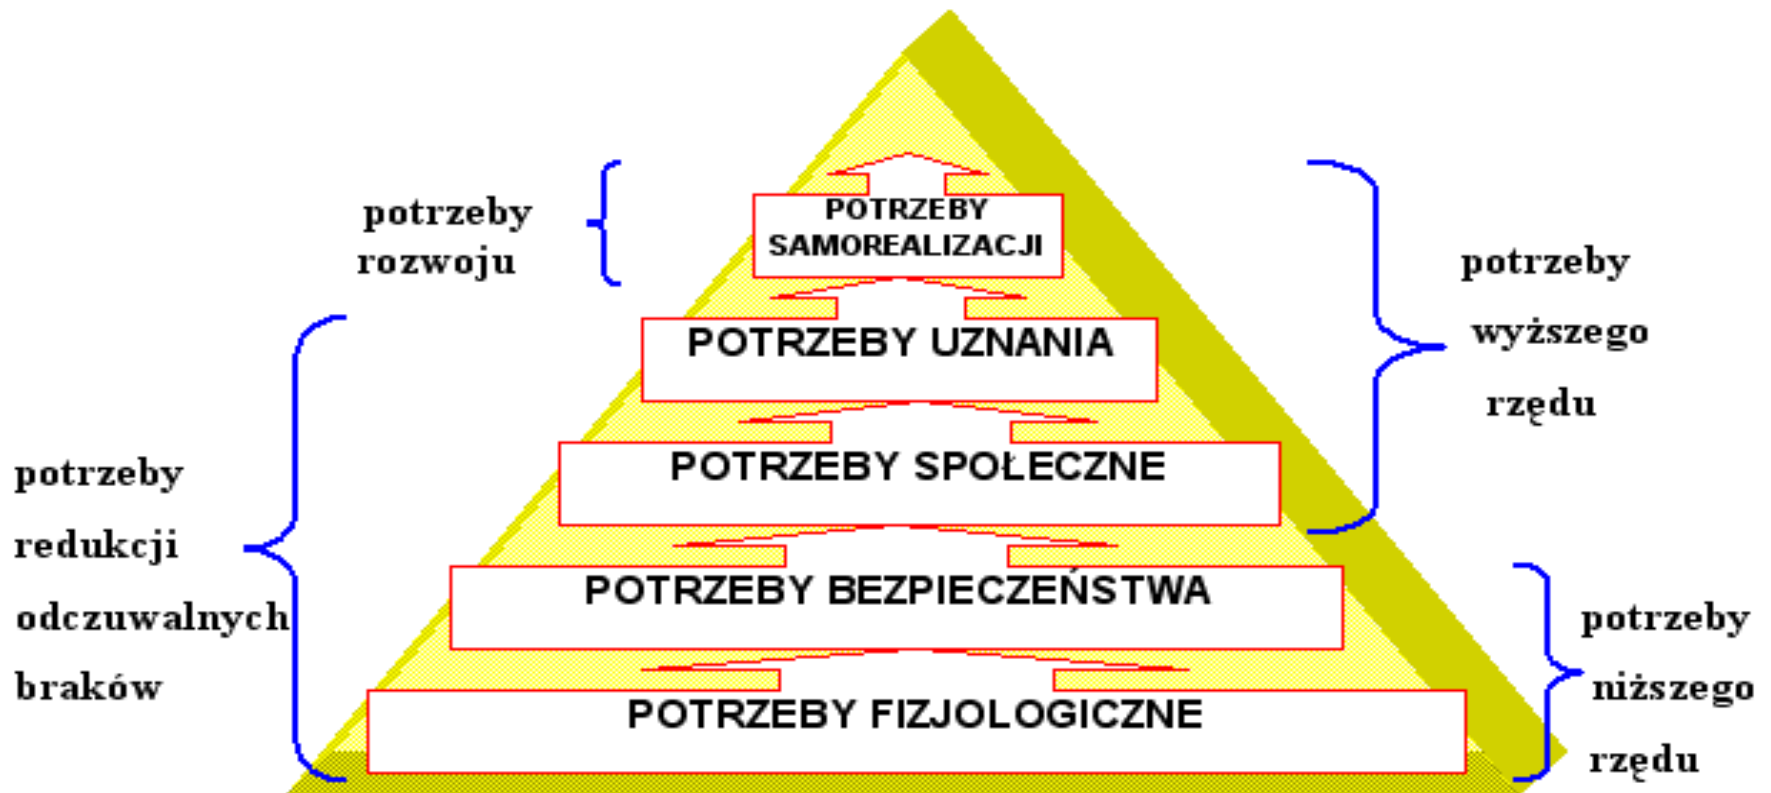 POTRZEBY
SAMOREALIZACJI
POTRZEBY UZNANIA
POTRZEBY SPOŁECZNE
POTRZEBY BEZPIECZEŃSTWA
POTRZEBY FIZJOLOGICZNE
potrzeby
rozwoju
potrzeby
redukcji
odczuwalnych
braków
potrzeby
wyższego
rzędu
potrzeby
niższego
rzędu